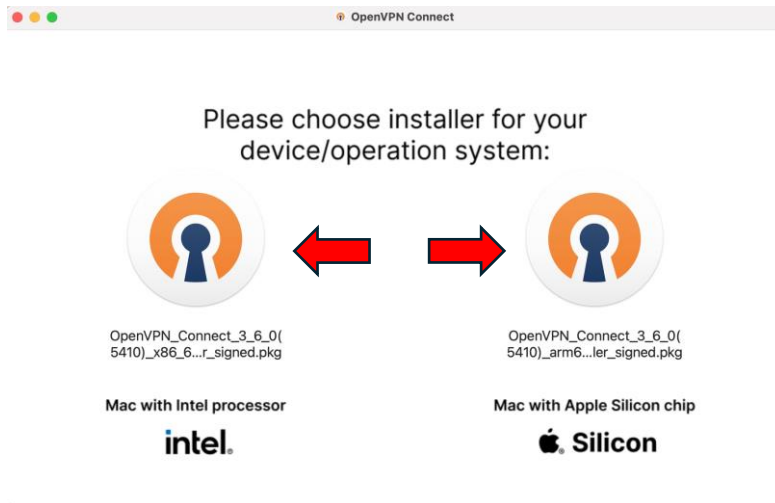 OpenVPN Connect
Please choose installer for your
device/operation system:
OpenVPN_Connect_3_6_0(
5410)_x86_6...r_signed.pkg
OpenVPN_Connect_3_6_0(
5410)_arm6...ler_signed.pkg
Mac with Intel processor
Mac with Apple Silicon chip
intel.
Silicon